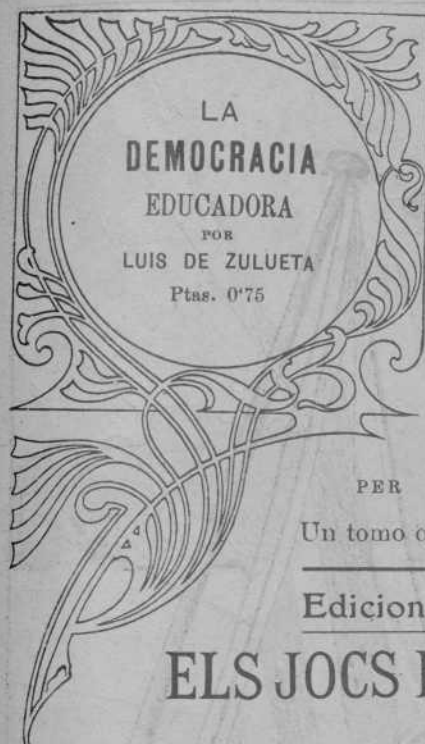 LA
DEMOCRACIA
EDUCADORA
POR
LUIS DE ZULUETA
Ptas. 0'75
PER
Un tomo
Edicion
ELS JOCS